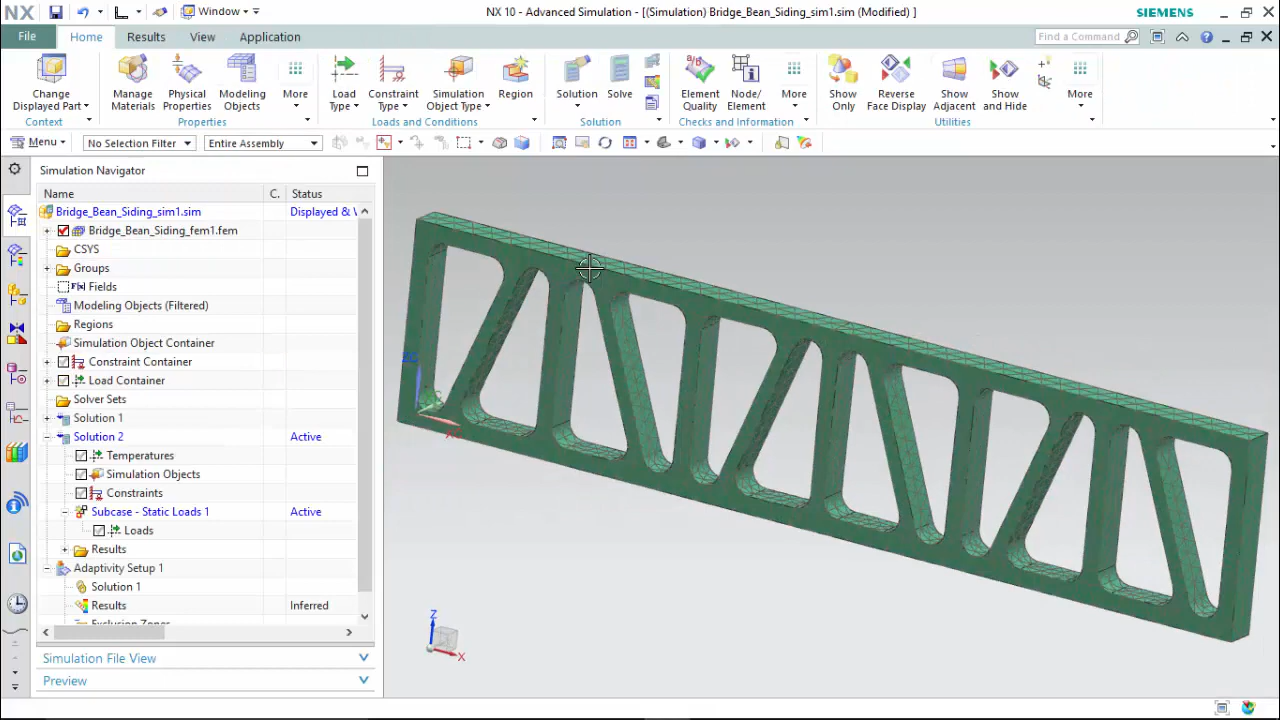 NX
Window
NX 10 - Advanced Simulation - [(Simulation) Bridge_Bean_Siding_sim1.sim (Modified) ]
SIEMENS
File
Home
Results
View
Application
Find a Command
Change
Displayed Part
Manage
Materials
Physical
Properties
Modeling
Objects
More
Load
Type
Constraint
Type
Simulation
Object Type
Region
Solution
Solve
Element
Quality
Node/
Element
More
Show
Only
Reverse
Face Display
Show
Adjacent
Show
and Hide
More
Context
Properties
Loads and Conditions
Solution
Checks and Information
Utilities
Menu
No Selection Filter
Entire Assembly
Simulation Navigator
Name
C.
Status
Bridge_Bean_Siding_sim1.sim
Displayed & W
Bridge_Bean_Siding_fem1.fem
CSYS
Groups
Fields
Modeling Objects (Filtered)
Regions
Simulation Object Container
Constraint Container
Load Container
Solver Sets
Solution 1
Solution 2
Active
Temperatures
Simulation Objects
Constraints
Subcase - Static Loads 1
Active
Loads
Results
Adaptivity Setup 1
Solution 1
Results
Inferred
Exclusion Zones
Simulation File View
Preview
Z
X